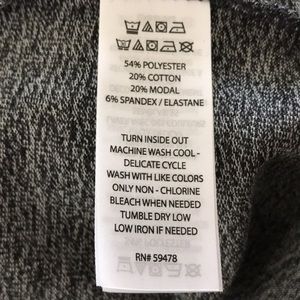 54% POLYESTER
20% COTTON
20% MODAL
6% SPANDEX / ELASTANE
TURN INSIDE OUT
MACHINE WASH COOL -
DELICATE CYCLE
WASH WITH LIKE COLORS
ONLY NON - CHLORINE
BLEACH WHEN NEEDED
TUMBLE DRY LOW
LOW IRON IF NEEDED
RN# 59478